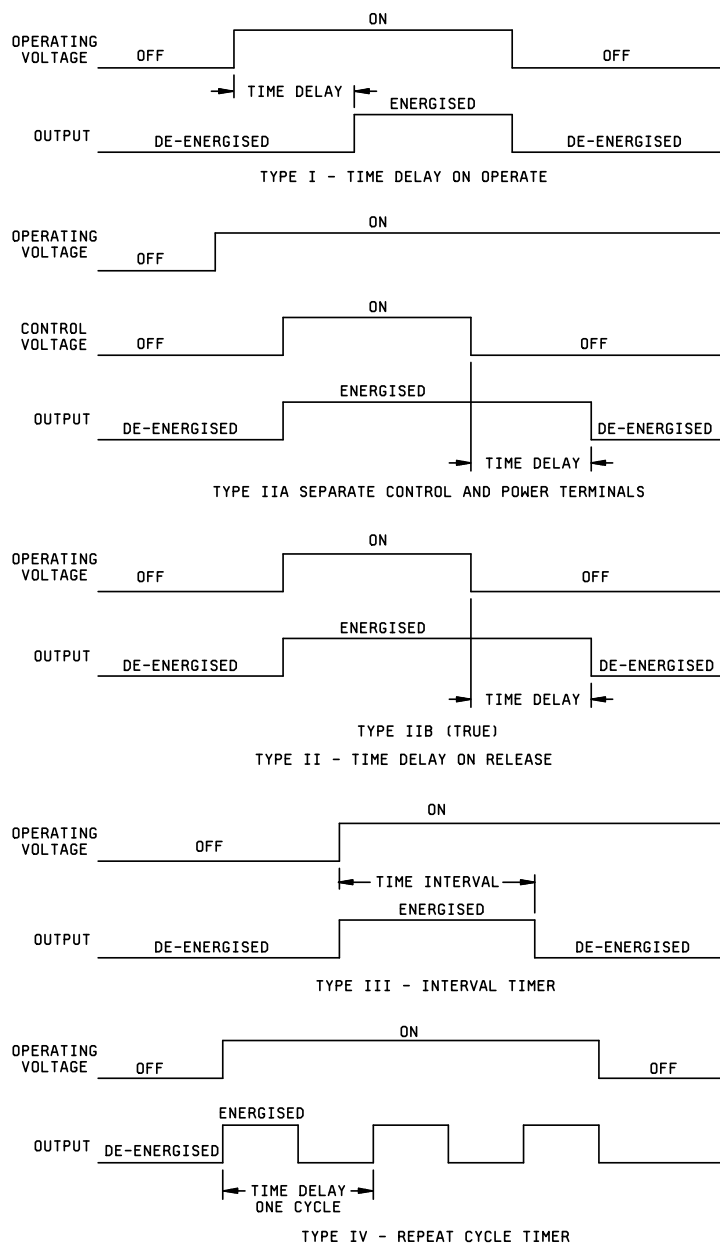 ON
OPERATING
VOLTAGE
OFF
OFF
TIME DELAY
ENERGISED
OUTPUT
DE-ENERGISED
DE-ENERGISED
TYPE I - TIME DELAY ON OPERATE
ON
OPERATING
VOLTAGE
OFF
ON
CONTROL
VOLTAGE
OFF
OFF
ENERGISED
OUTPUT
DE-ENERGISED
DE-ENERGISED
TIME DELAY
TYPE IIA SEPARATE CONTROL AND POWER TERMINALS
ON
OPERATING
VOLTAGE
OFF
OFF
ENERGISED
OUTPUT
DE-ENERGISED
DE-ENERGISED
TIME DELAY
TYPE IIB (TRUE)
TYPE II - TIME DELAY ON RELEASE
ON
OPERATING
VOLTAGE
OFF
TIME INTERVAL
ENERGISED
OUTPUT
DE-ENERGISED
DE-ENERGISED
TYPE III - INTERVAL TIMER
ON
OPERATING
VOLTAGE
OFF
OFF
ENERGISED
OUTPUT
DE-ENERGISED
TIME DELAY
ONE CYCLE
TYPE IV - REPEAT CYCLE TIMER